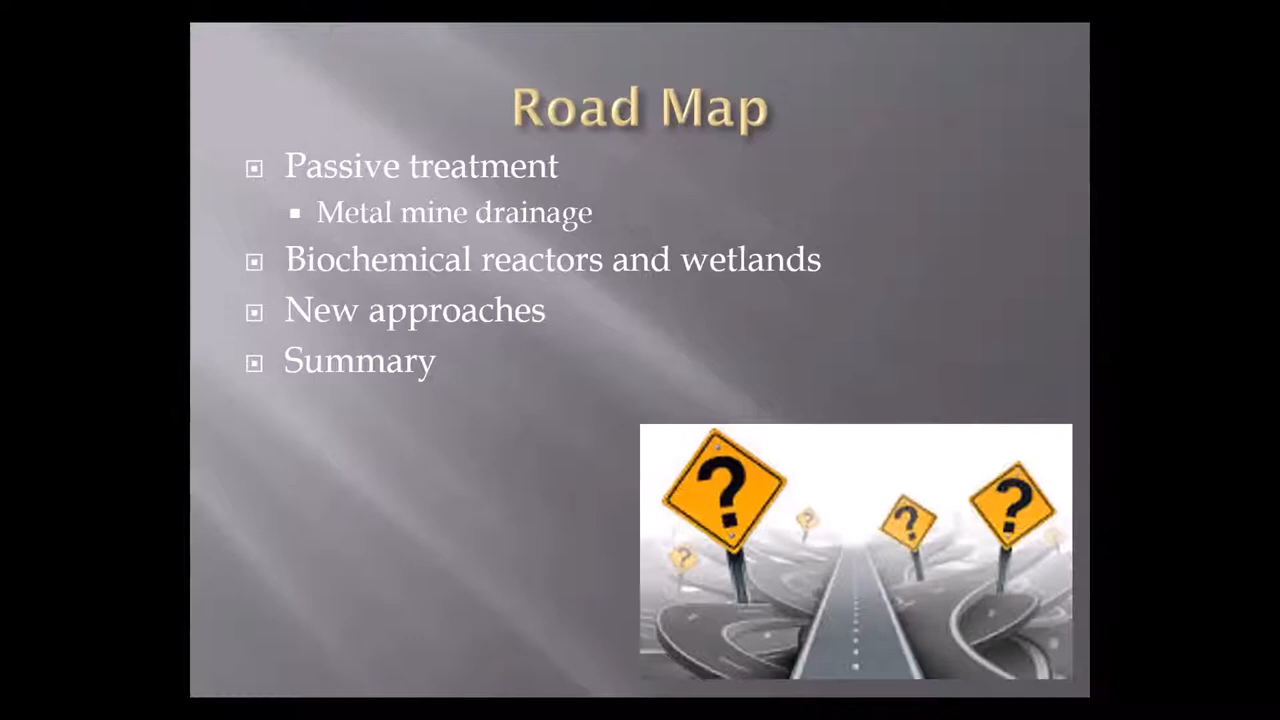 Road Map
Passive treatment
Metal mine drainage
Biochemical reactors and wetlands
New approaches
Summary
?
?
?
?
?